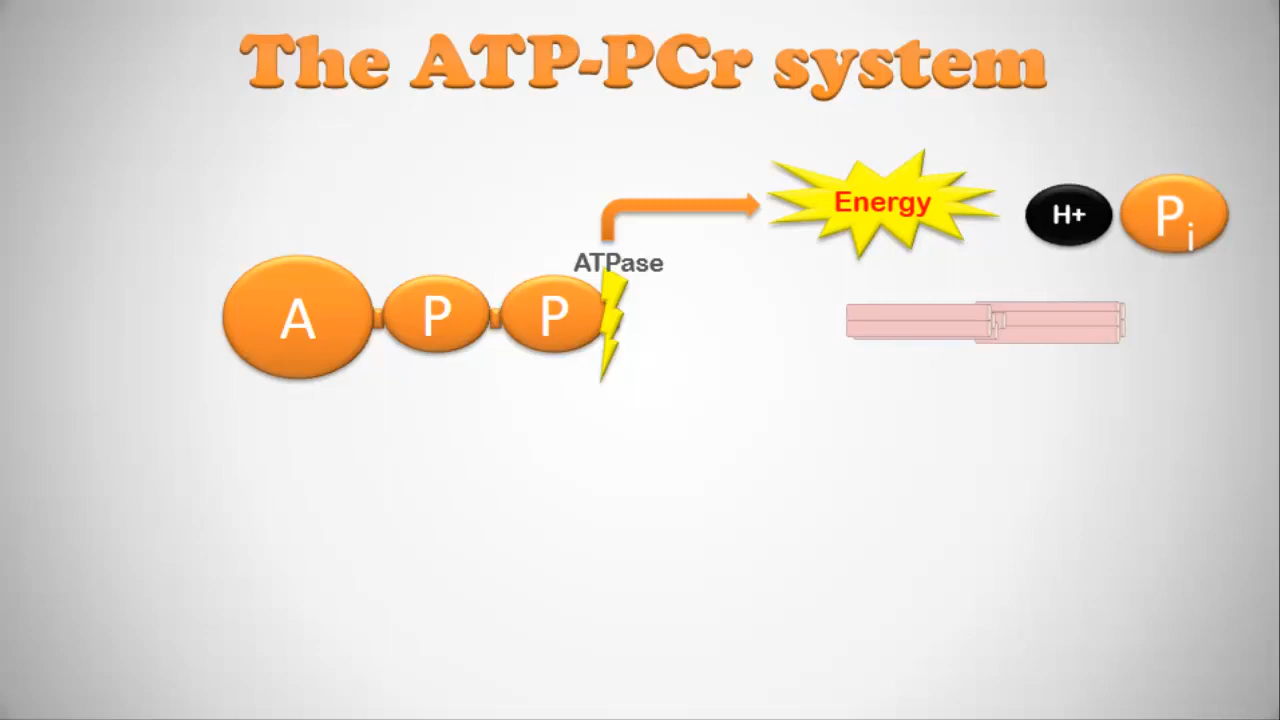 The ATP-PCr system
Energy
H+
Pi
ATPase
A
P
P